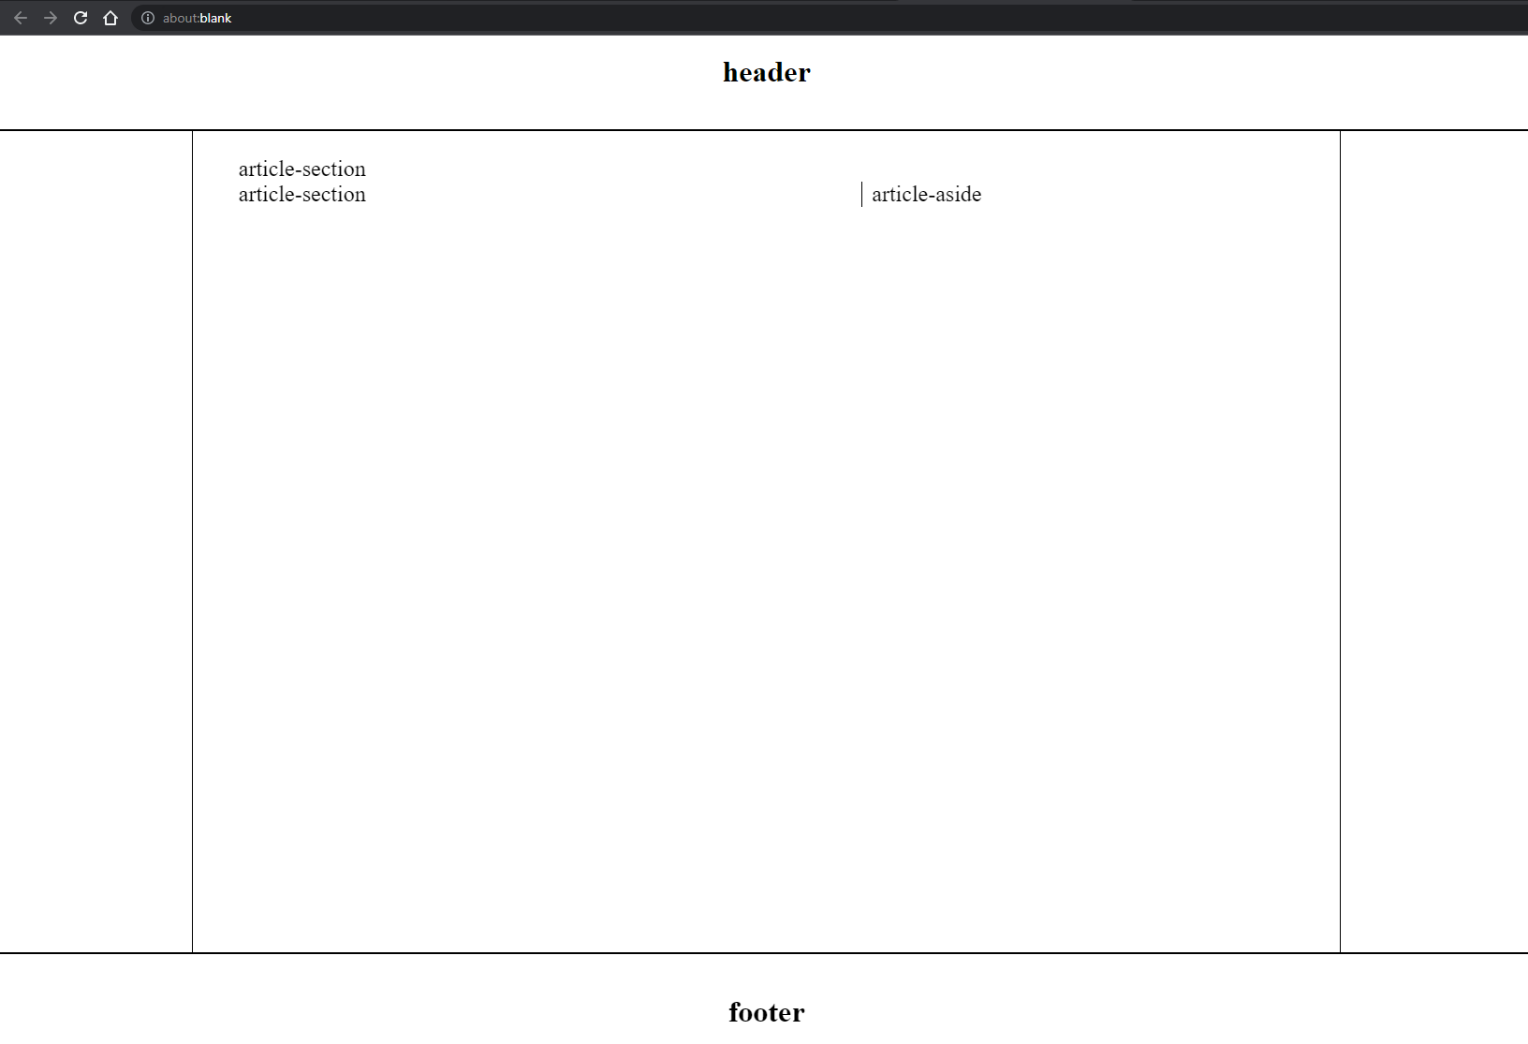 about:blank
header
article-section
article-section article-aside
footer